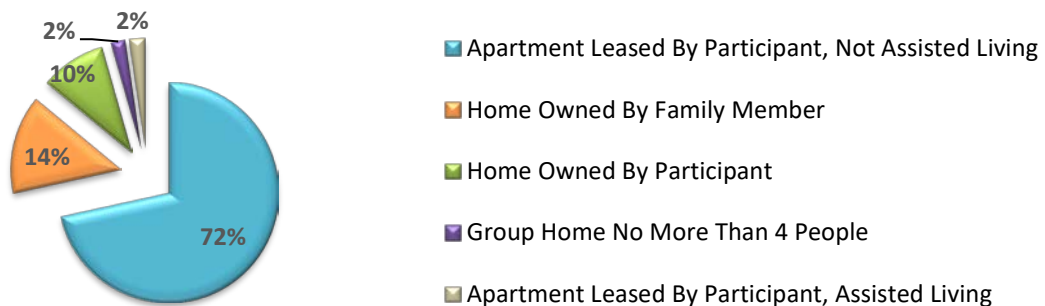 2%
2%
10%
14%
72%
Apartment Leased By Participant, Not Assisted Living
Home Owned By Family Member
Home Owned By Participant
Group Home No More Than 4 People
Apartment Leased By Participant, Assisted Living